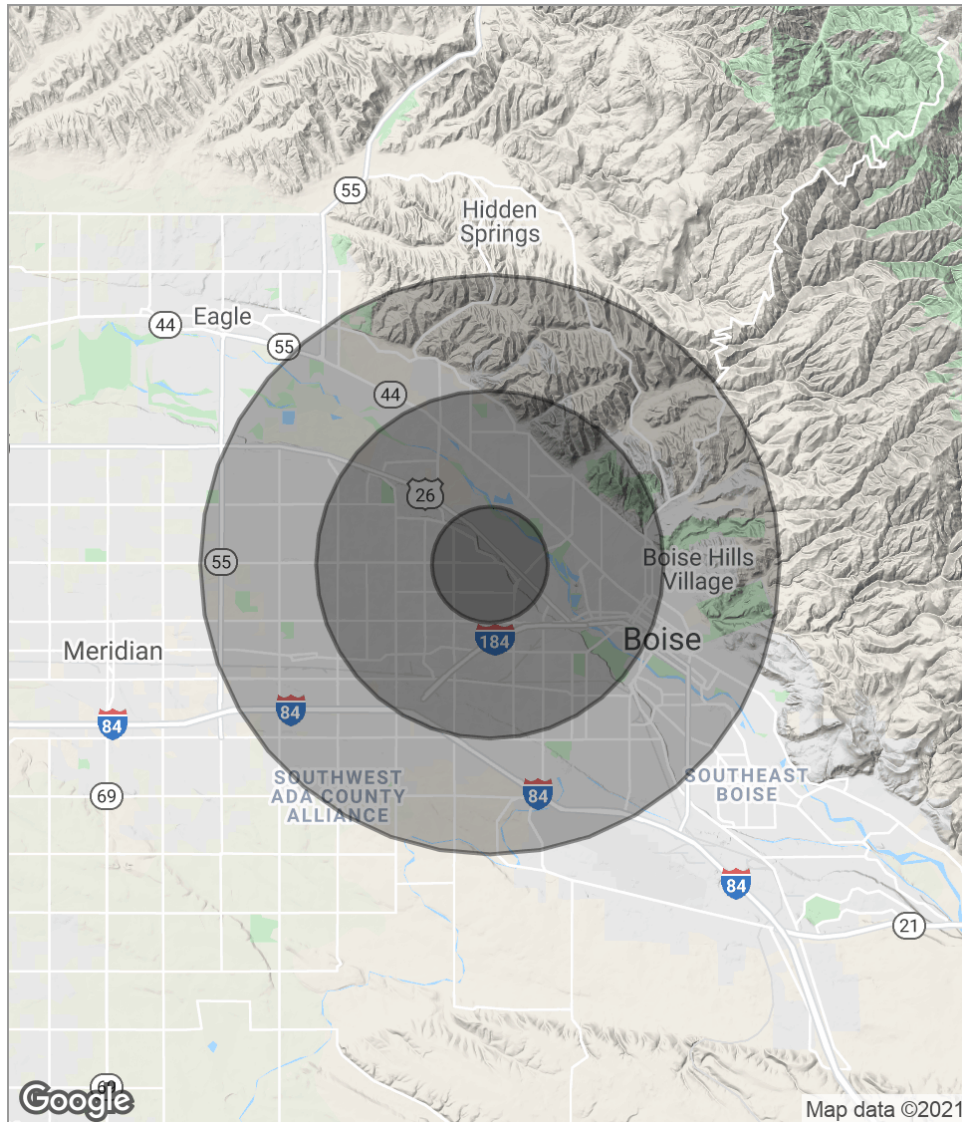 55
Hidden
Springs
44
Eagle
55
44
26
55
Boise Hills
Village
184
Boise
Meridian
84
84
SOUTHWEST
ADA COUNTY
ALLIANCE
SOUTHEAST
BOISE
84
69
84
21
69
Google
Map data ©2021